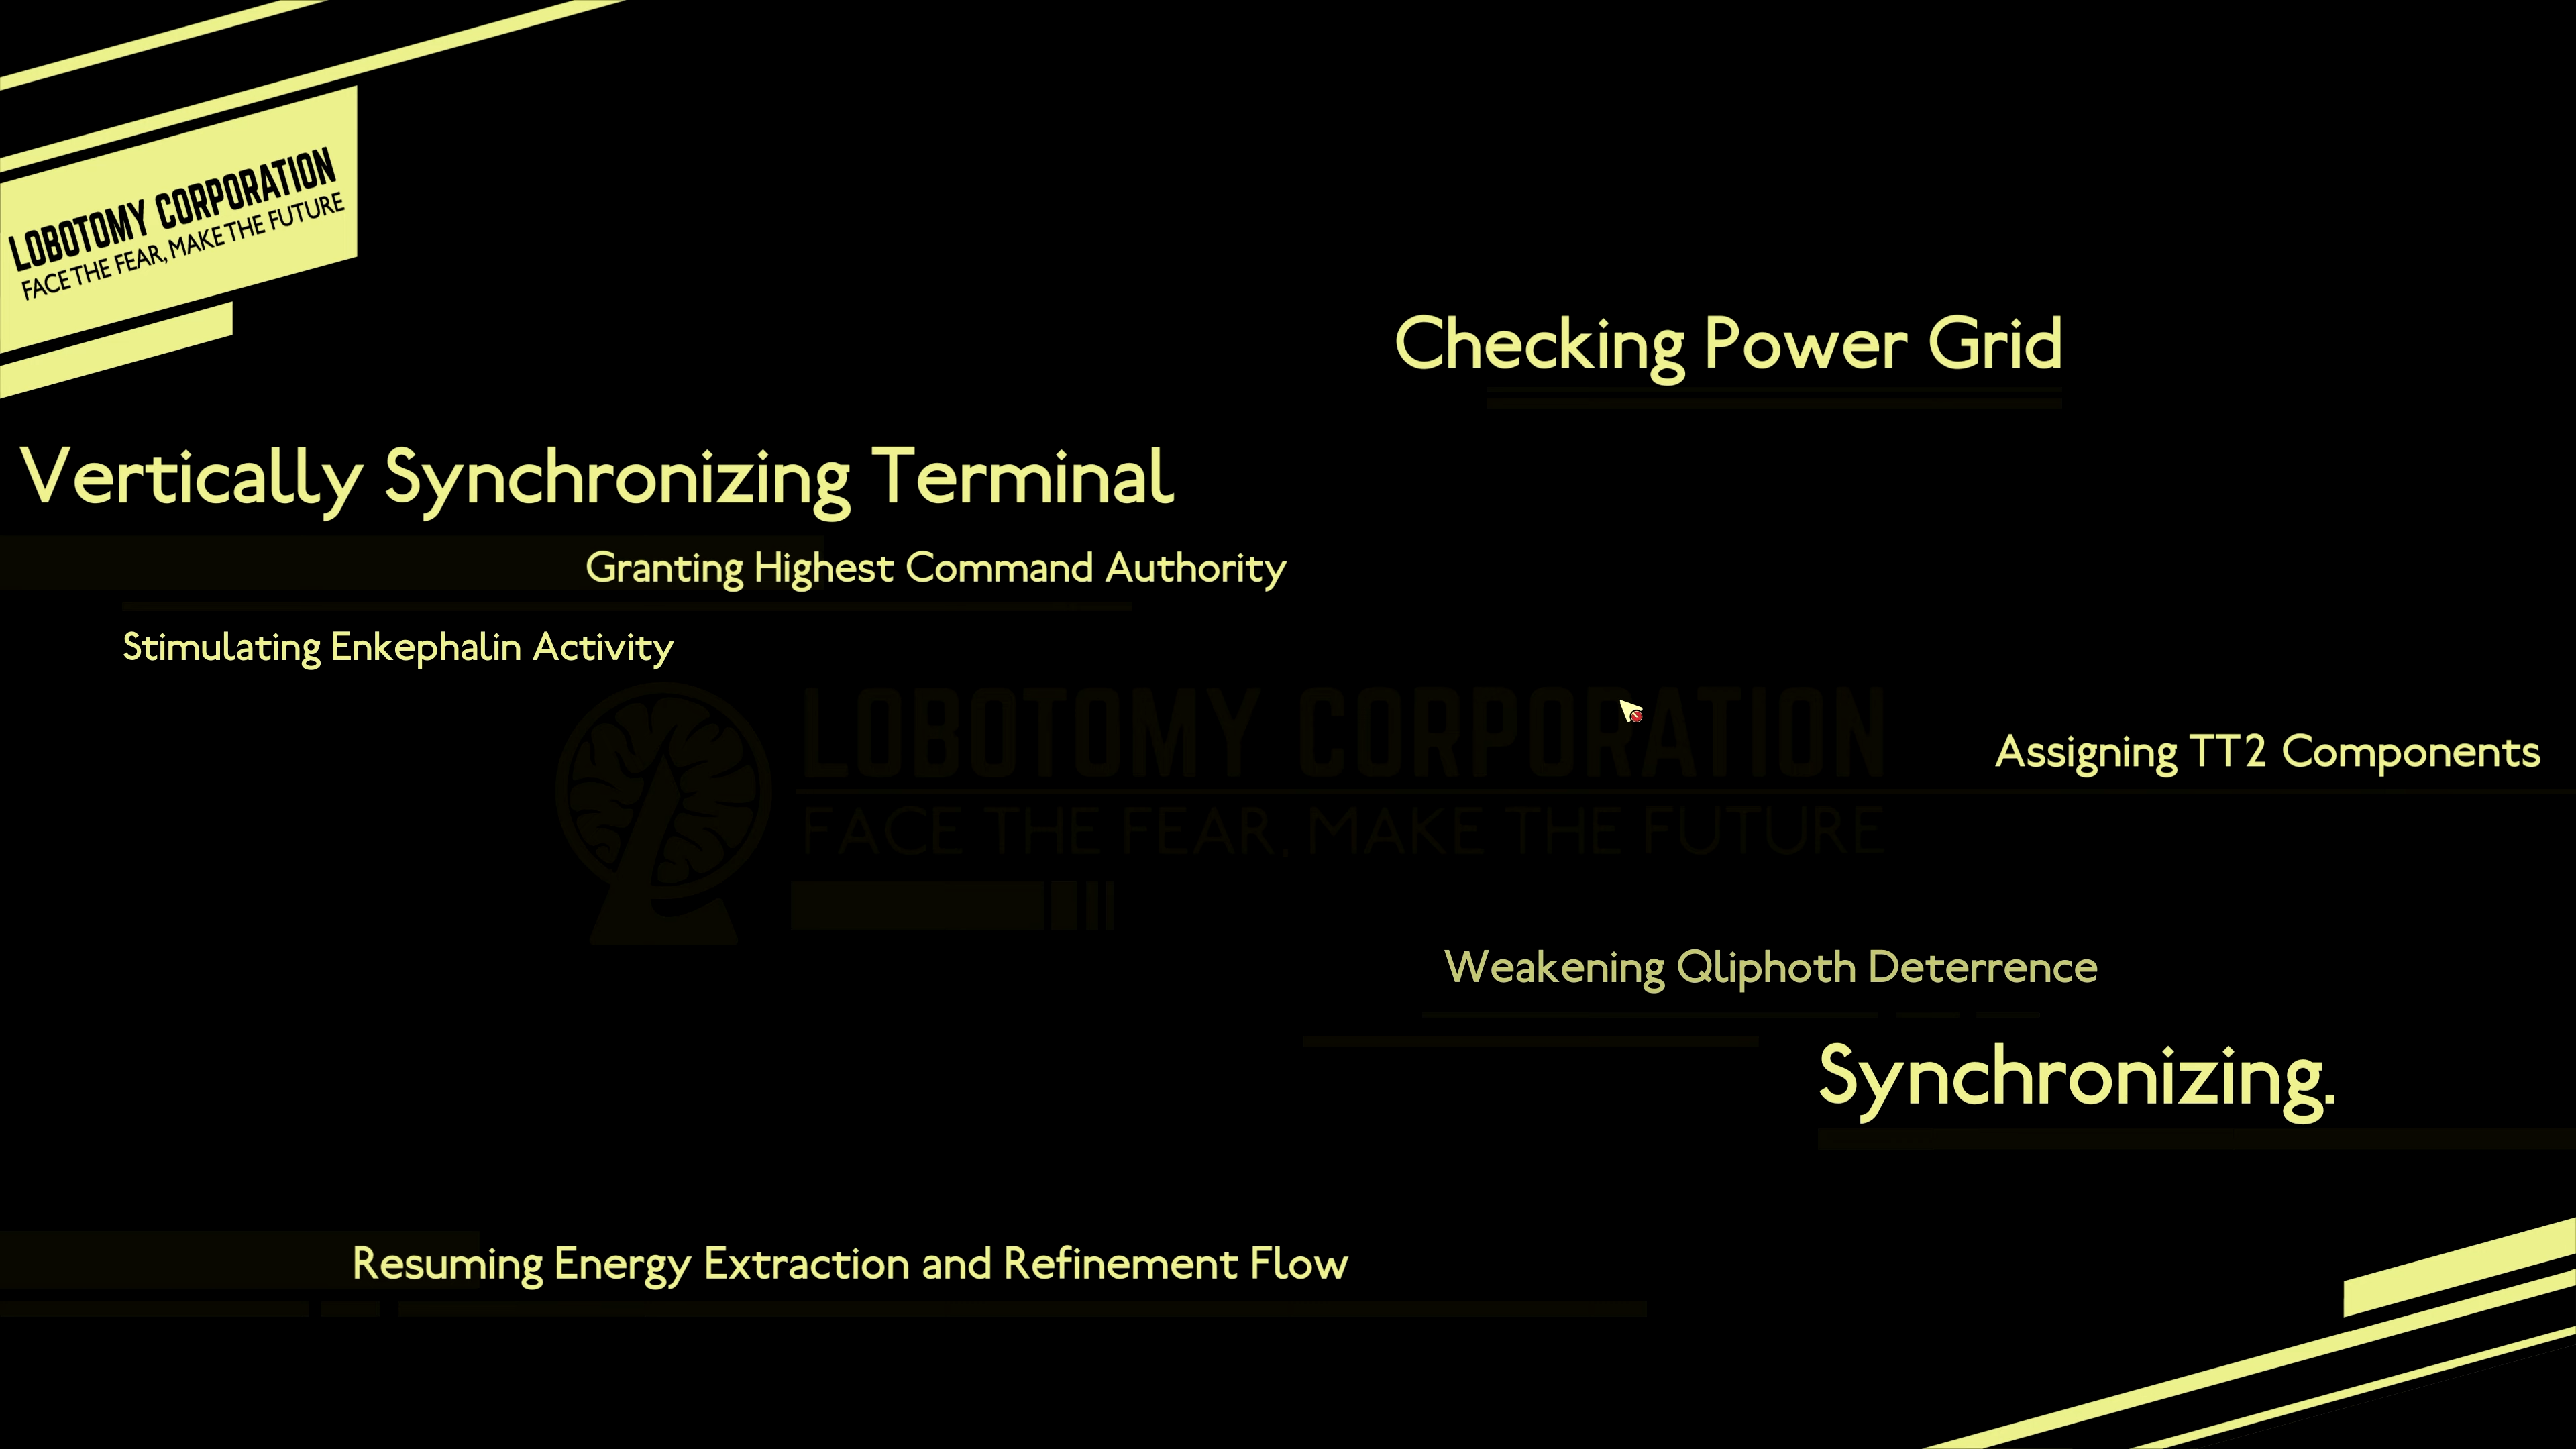 LOBOTOMY CORPORATION
FACE THE FEAR, MAKE THE FUTURE
Checking Power Grid
Vertically Synchronizing Terminal
Granting Highest Command Authority
Stimulating Enkephalin Activity
LOBOTOMY CORPORATION
FACE THE FEAR, MAKE THE FUTURE
Assigning TT2 Components
Weakening Qliphoth Deterrence
Synchronizing.
Resuming Energy Extraction and Refinement Flow